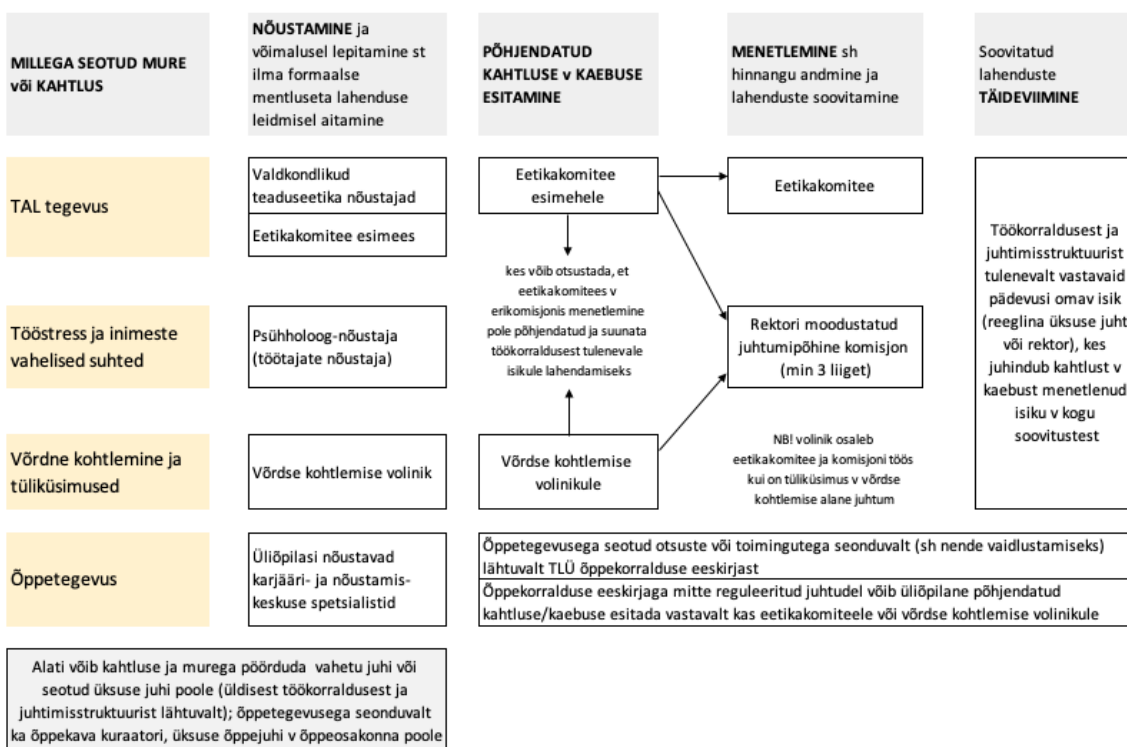 MILLEGA SEOTUD MURE
või KAHTLUS
NÕUSTAMINE ja
võimalusel lepitamine st
ilma formaalse
mentluseta lahenduse
leidmisel aitamine
PÕHJENDATUD
KAHTLUSE v KAEBUSE
ESITAMINE
MENETLEMINE sh
hinnangu andmine ja
lahenduste soovitamine
Soovitatud
lahenduste
TÄIDEVIIMINE
TAL tegevus
Valdkondlikud
teaduseetika nõustajad
Eetikakomitee esimees
Eetikakomitee
esimehele
Eetikakomitee
kes võib otsustada, et
eetikakomitees v
erikomisjonis menetlemine
pole põhjendatud ja suunata
töökorraldusest tulenevale
isikule lahendamiseks
Töökorraldusest ja
juhtimisstruktuurist
tulenevalt vastavaid
pädevusi omav isik
(reeglina üksuse juht
või rektor), kes
juhindub kahtlust v
kaebust menetlenud
isiku v kogu
soovitustest
Tööstress ja inimeste
vahelised suhted
Psühholoog-nõustaja
(töötajate nõustaja)
Rektori moodustatud
juhtumipõhine komisjon
(min 3 liiget)
Võrdne kohtlemine ja
tüliküsimused
Võrdse kohtlemise volinik
Võrdse kohtlemise
volinikule
NB! volinik osaleb
eetikakomitee ja komisjoni töös
kui on tüliküsimus v võrdse
kohtlemise alane juhtum
Õppetegevus
Üliõpilasi nõustavad
karjääri- ja nõustamis-
keskuse spetsialistid
Õppetegevusega seotud otsuste või toimingutega seonduvalt (sh nende vaidlustamiseks)
lähtuvalt TLÜ õppekorralduse eeskirjast
Õppekorralduse eeskirjaga mitte reguleeritud juhtudel võib üliõpilane põhjendatud
kahtluse/kaebuse esitada vastavalt kas eetikakomiteele või võrdse kohtlemise volinikule
Alati võib kahtluse ja murega pöörduda vahetu juhi või
seotud üksuse juhi poole (üldisest töökorraldusest ja
juhtimisstruktuurist lähtuvalt); õppetegevusega seonduvalt
ka õppekava kuraatori, üksuse õppejuhi v õppeosakonna poole